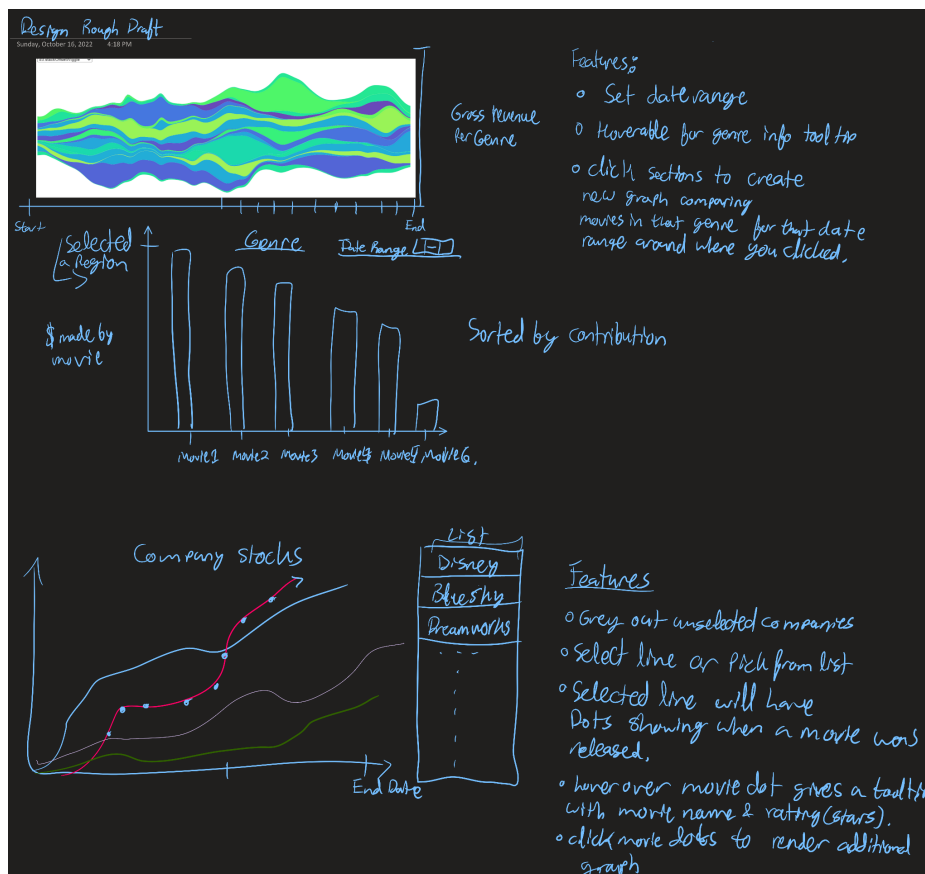 Design Rough Draft
Sunday, October 16, 2022 4:18 PM
Gross Revenue
Per Genre
Features:
Set date range
Hoverable for genre info tool tip
click sections to create
new graph comparing
movies in that genre for that date
range around where you clicked.
Start
End
Selected
a Region
Genre
Date Range
$ made by
movie
Sorted by contribution
Movie1 Movie2 Movie3 Movie4 Movie5 Movie6.
Company stocks
End Date
List
Disney
Bluesky
Dreamworks
Features
Grey out unselected companies
Select line or Pick from list
Selected line will have
Dots showing when a movie was
released.
hover over movie dot gives a tooltip
with movie name & rating (stars).
click movie dots to render additional
graph